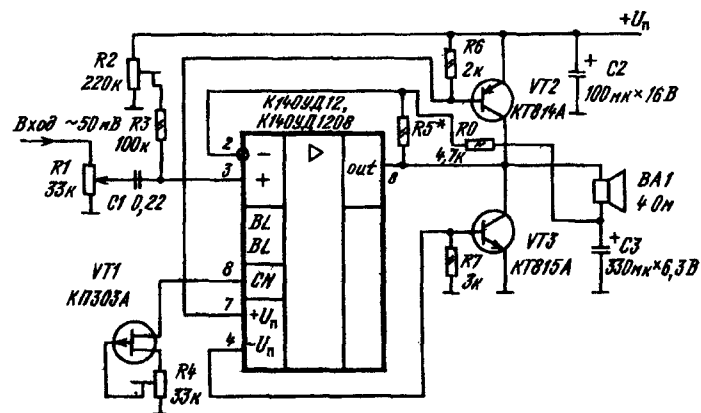 +Uп
R2
220к
R6
2к
VT2
КТ814А
+ C2
100мк×16В
Вход ~50мВ
R3
100к
К140УД12,
К140УД1208
R5*
R0
4,7к
R1
33к
C1 0,22
2
3
−
+
▷
out
6
BA1
4 Ом
BL
BL
VT1
КП303А
8
CN
7
+Uп
4
−Uп
R7
3к
VT3
КТ815А
+ C3
330мк×6,3В
R4
33к